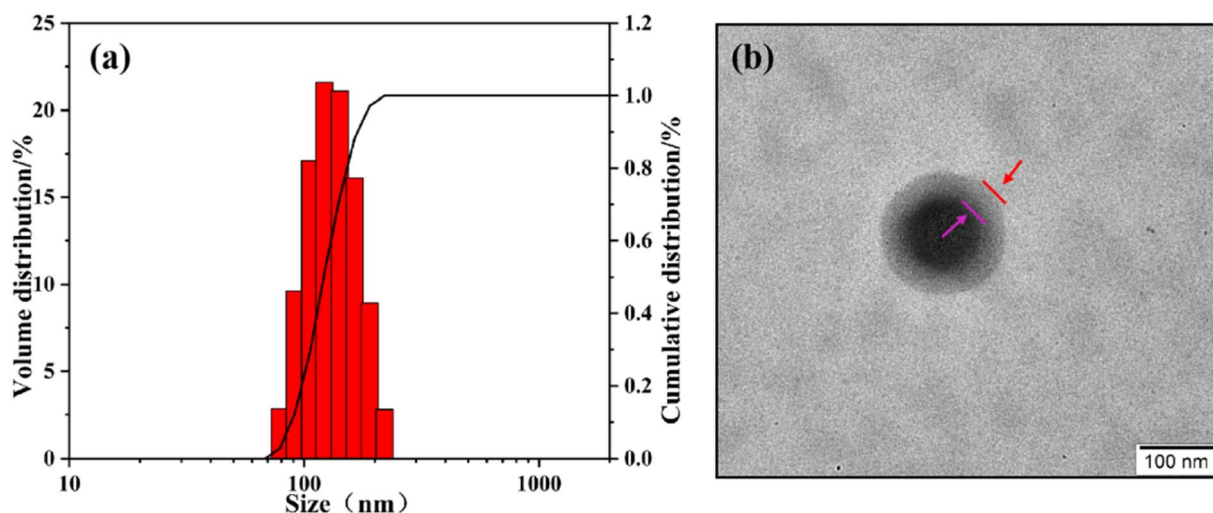 (a)
25
20
15
10
5
0
Volume distribution/%
1.2
1.0
0.8
0.6
0.4
0.2
0.0
Cumulative distribution/%
10
100
1000
Size（nm）
(b)
100 nm